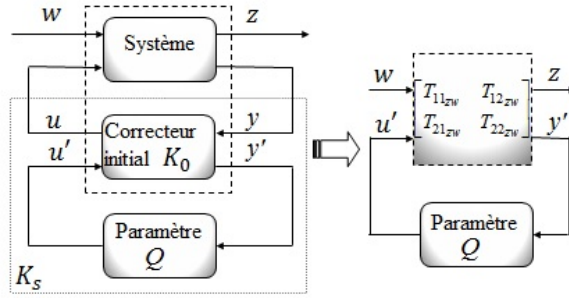 w z
Système
u Correcteur y
u' initial K₀ y'
Paramètre
Q
Kₛ
w T₁₁zw T₁₂zw z
u' T₂₁zw T₂₂zw y'
Paramètre
Q